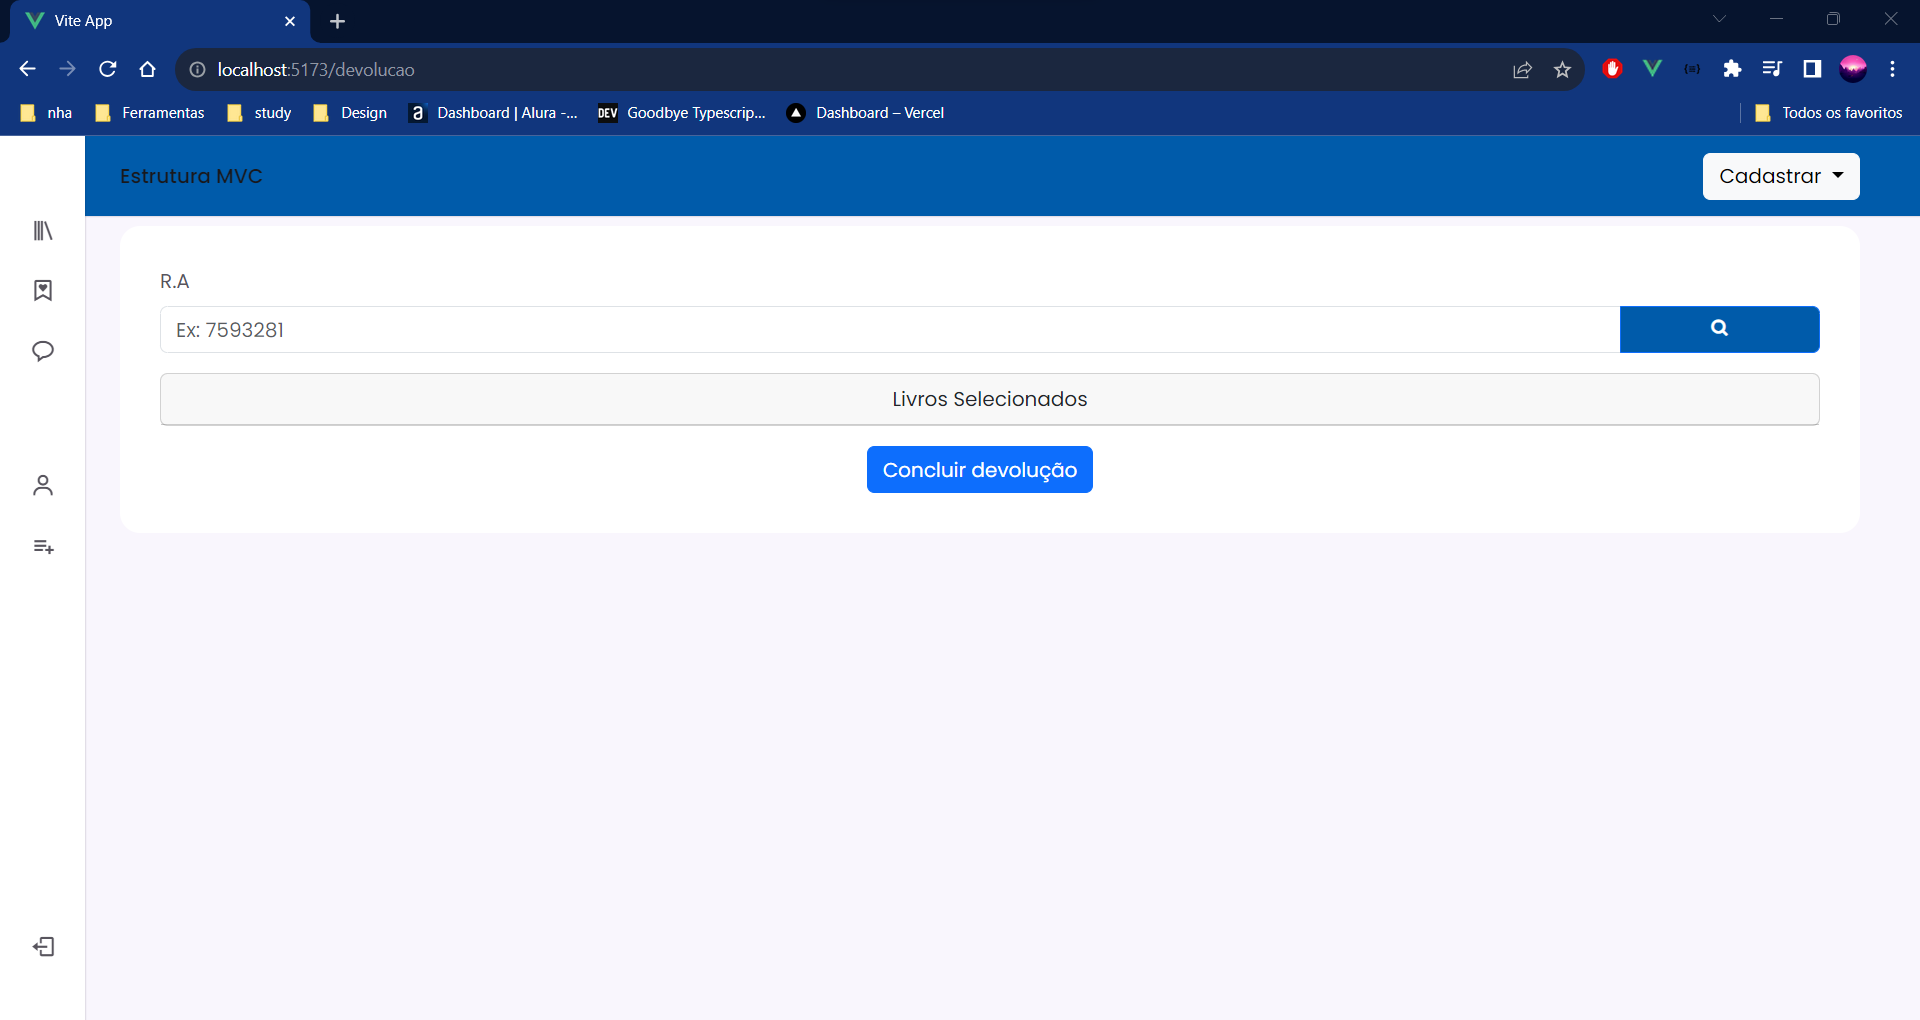 Vite App
localhost:5173/devolucao
nha
Ferramentas
study
Design
a Dashboard | Alura -...
DEV Goodbye Typescrip...
Dashboard – Vercel
Todos os favoritos
Estrutura MVC
Cadastrar
R.A
Ex: 7593281
Livros Selecionados
Concluir devolução